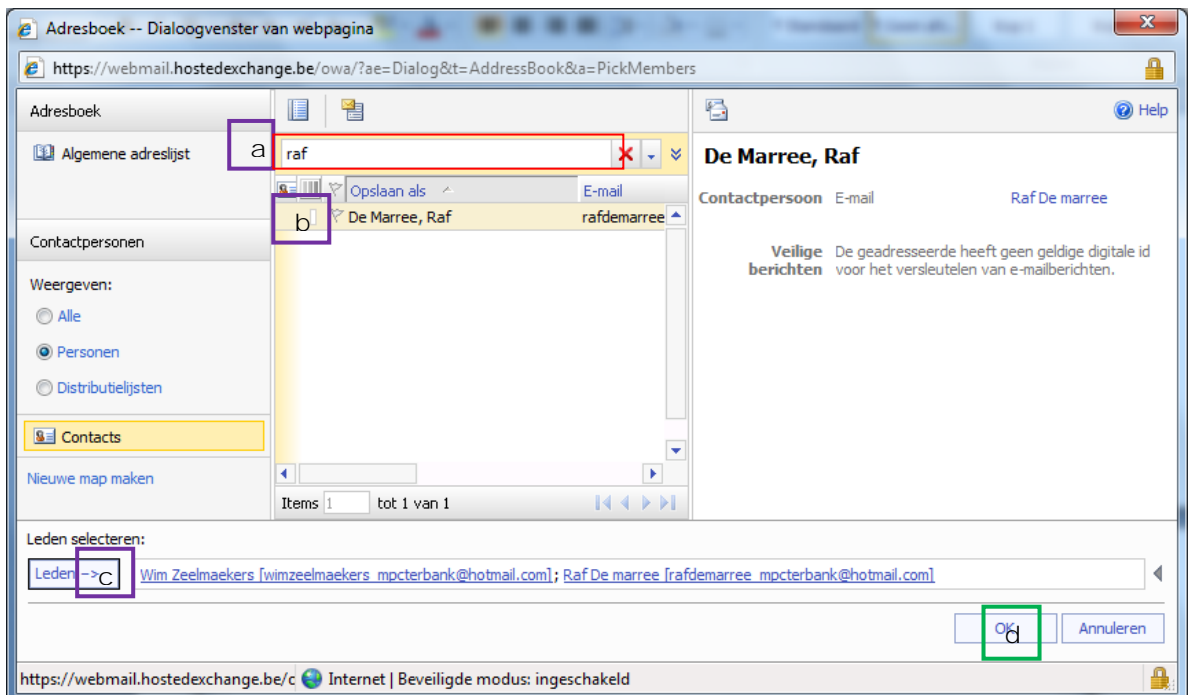 Adresboek -- Dialoogvenster van webpagina
https://webmail.hostedexchange.be/owa/?ae=Dialog&t=AddressBook&a=PickMembers
Adresboek
Help
Algemene adreslijst
a
raf
De Marree, Raf
Opslaan als
E-mail
Contactpersoon
E-mail
Raf De marree
b
De Marree, Raf
rafdemarree
Contactpersonen
Veilige berichten
De geadresseerde heeft geen geldige digitale id
voor het versleutelen van e-mailberichten.
Weergeven:
Alle
Personen
Distributielijsten
Contacts
Nieuwe map maken
Items 1 tot 1 van 1
Leden selecteren:
Leden -> c
Wim Zeelmaekers [wimzeelmaekers_mpcterbank@hotmail.com]; Raf De marree [rafdemarree_mpcterbank@hotmail.com]
OK
d
Annuleren
https://webmail.hostedexchange.be/c
Internet | Beveiligde modus: ingeschakeld